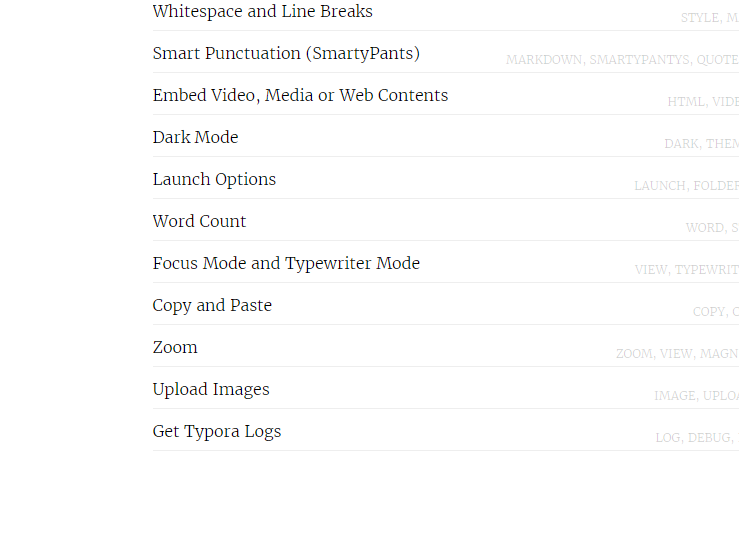 Whitespace and Line Breaks STYLE, M
Smart Punctuation (SmartyPants) MARKDOWN, SMARTYPANTYS, QUOTE
Embed Video, Media or Web Contents HTML, VIDE
Dark Mode DARK, THEM
Launch Options LAUNCH, FOLDER
Word Count WORD, S
Focus Mode and Typewriter Mode VIEW, TYPEWRIT
Copy and Paste COPY, C
Zoom ZOOM, VIEW, MAGN
Upload Images IMAGE, UPLOA
Get Typora Logs LOG, DEBUG,